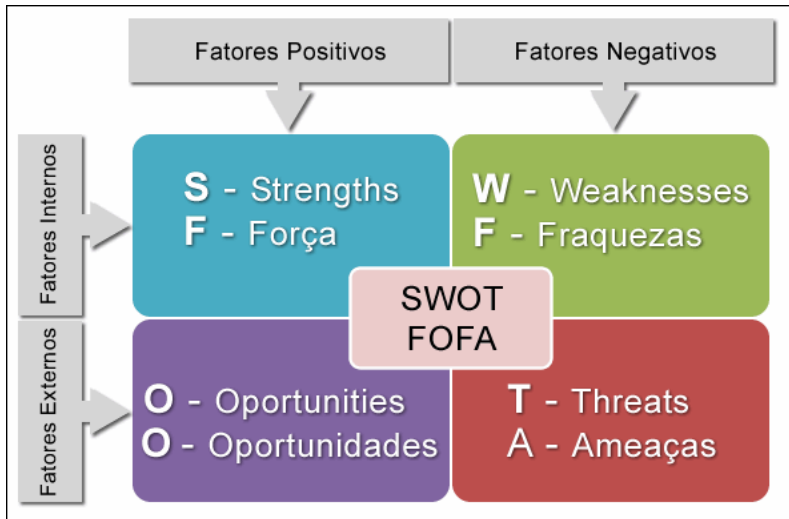 Fatores Positivos
Fatores Negativos
Fatores Internos
S - Strengths
F - Força
W - Weaknesses
F - Fraquezas
SWOT
FOFA
Fatores Externos
O - Oportunities
O - Oportunidades
T - Threats
A - Ameaças